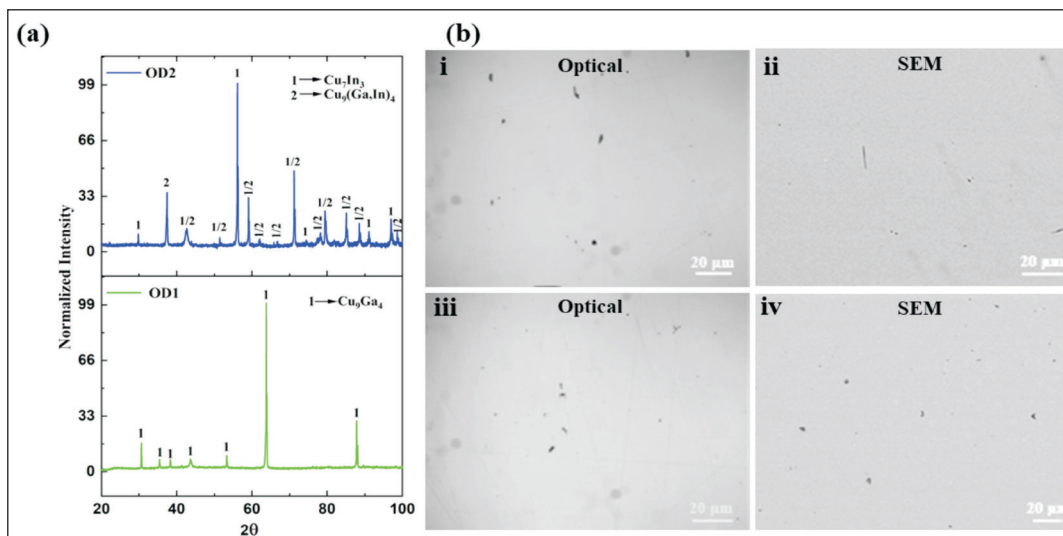 (a)
OD2
1→Cu₇In₃
2→Cu₉(Ga,In)₄
99
66
33
0
1
2
1/2
1/2
1
1/2
1/2
1/2
1/2
1
1/2
1/2
1/2
1/2
1
1
1/2
OD1
1→Cu₉Ga₄
99
66
33
0
1
1
1
1
1
1
1
20
40
60
80
100
2θ
Normalized Intensity
(b)
i
Optical
20 µm
ii
SEM
20 µm
iii
Optical
20 µm
iv
SEM
20 µm